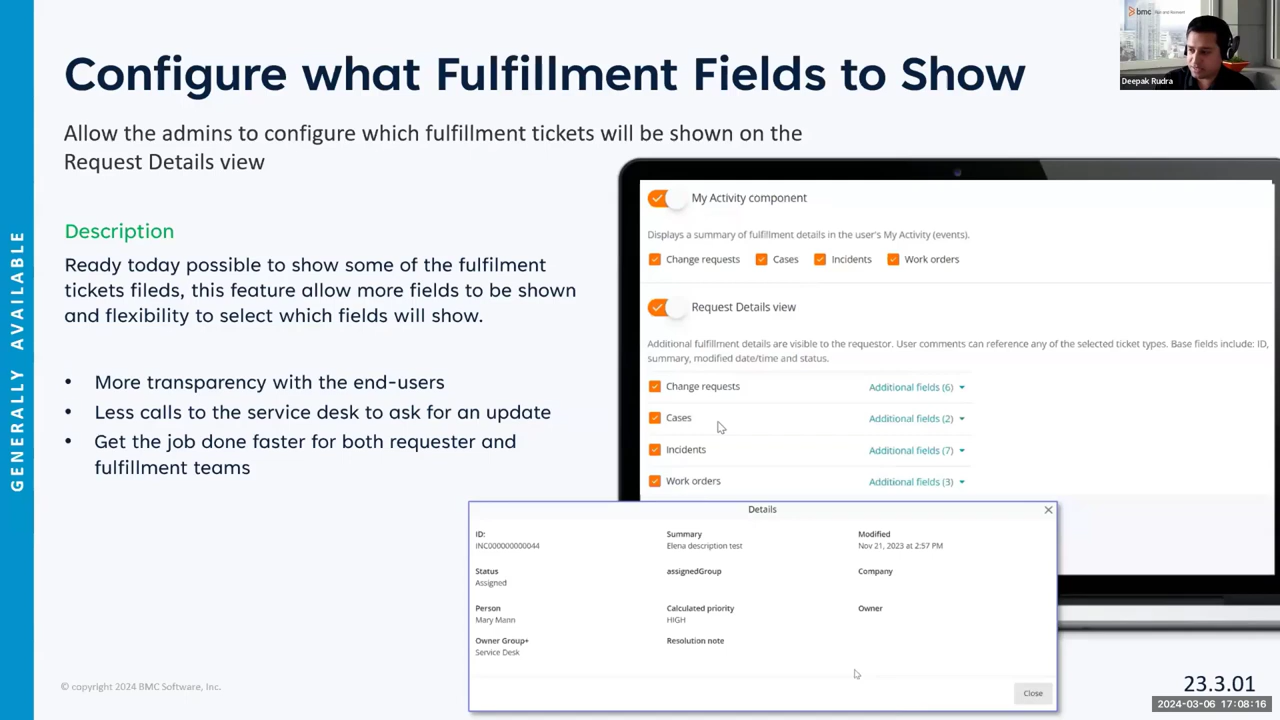 Configure what Fulfillment Fields to Show
Allow the admins to configure which fulfillment tickets will be shown on the
Request Details view
GENERALLY AVAILABLE
Description
Ready today possible to show some of the fulfilment
tickets fileds, this feature allow more fields to be shown
and flexibility to select which fields will show.
• More transparency with the end-users
• Less calls to the service desk to ask for an update
• Get the job done faster for both requester and
fulfillment teams
bmc
Deepak Rudra
My Activity component
Displays a summary of fulfillment details in the user's My Activity (events).
Change requests Cases Incidents Work orders
Request Details view
Additional fulfillment details are visible to the requestor. User comments can reference any of the selected ticket types. Base fields include: ID,
summary, modified date/time and status.
Change requests Additional fields (6)
Cases Additional fields (2)
Incidents Additional fields (7)
Work orders Additional fields (3)
Details
ID: Summary Modified
INC000000000044 Elena description test Nov 21, 2023 at 2:57 PM
Status assignedGroup Company
Assigned
Person Calculated priority Owner
Mary Mann HIGH
Owner Group+ Resolution note
Service Desk
Close
© copyright 2024 BMC Software, Inc.
23.3.01
2024-03-06 17:08:16